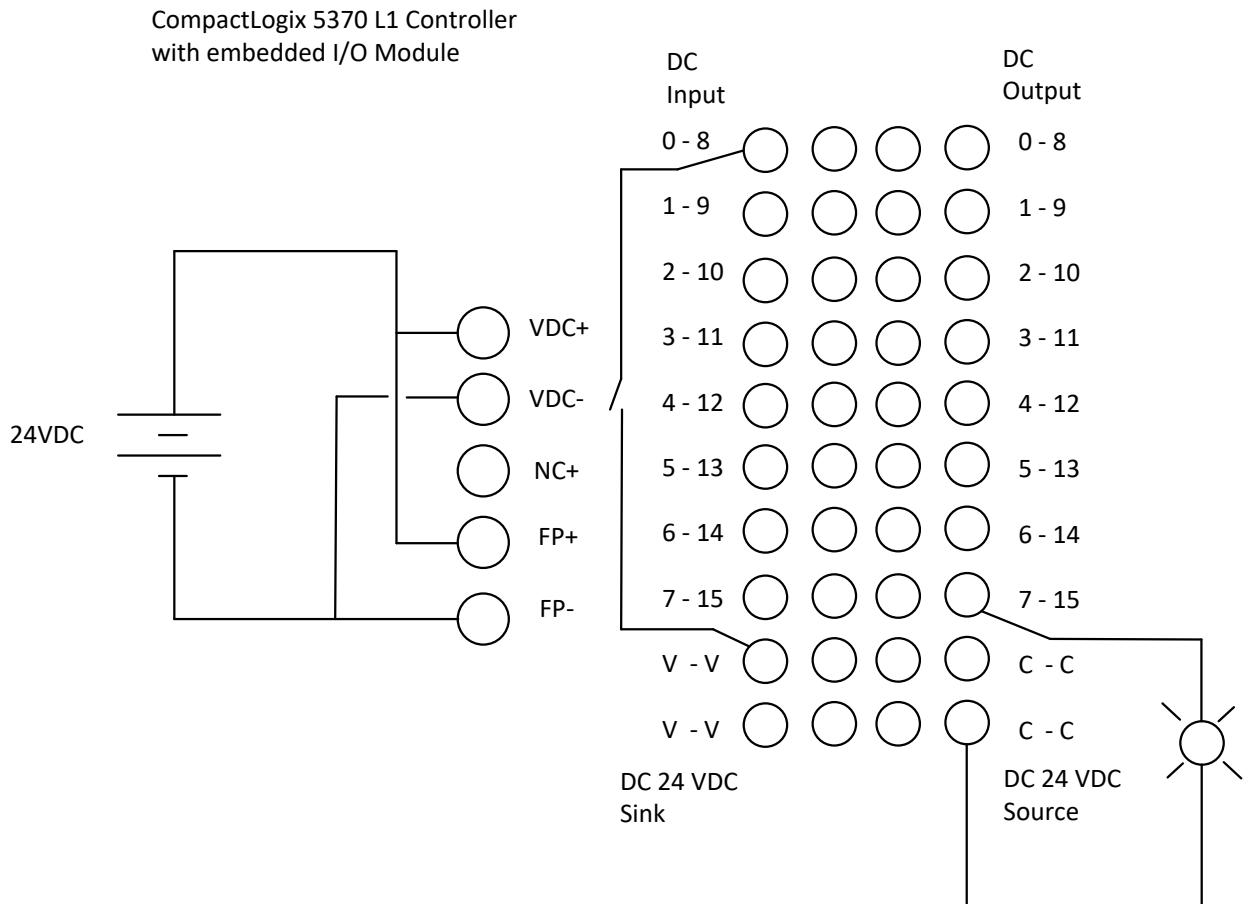 CompactLogix 5370 L1 Controller
with embedded I/O Module
DC
Input
DC
Output
0 - 8
0 - 8
1 - 9
1 - 9
2 - 10
2 - 10
VDC+
3 - 11
3 - 11
VDC-
4 - 12
4 - 12
24VDC
NC+
5 - 13
5 - 13
FP+
6 - 14
6 - 14
FP-
7 - 15
7 - 15
V - V
C - C
V - V
C - C
DC 24 VDC
Sink
DC 24 VDC
Source